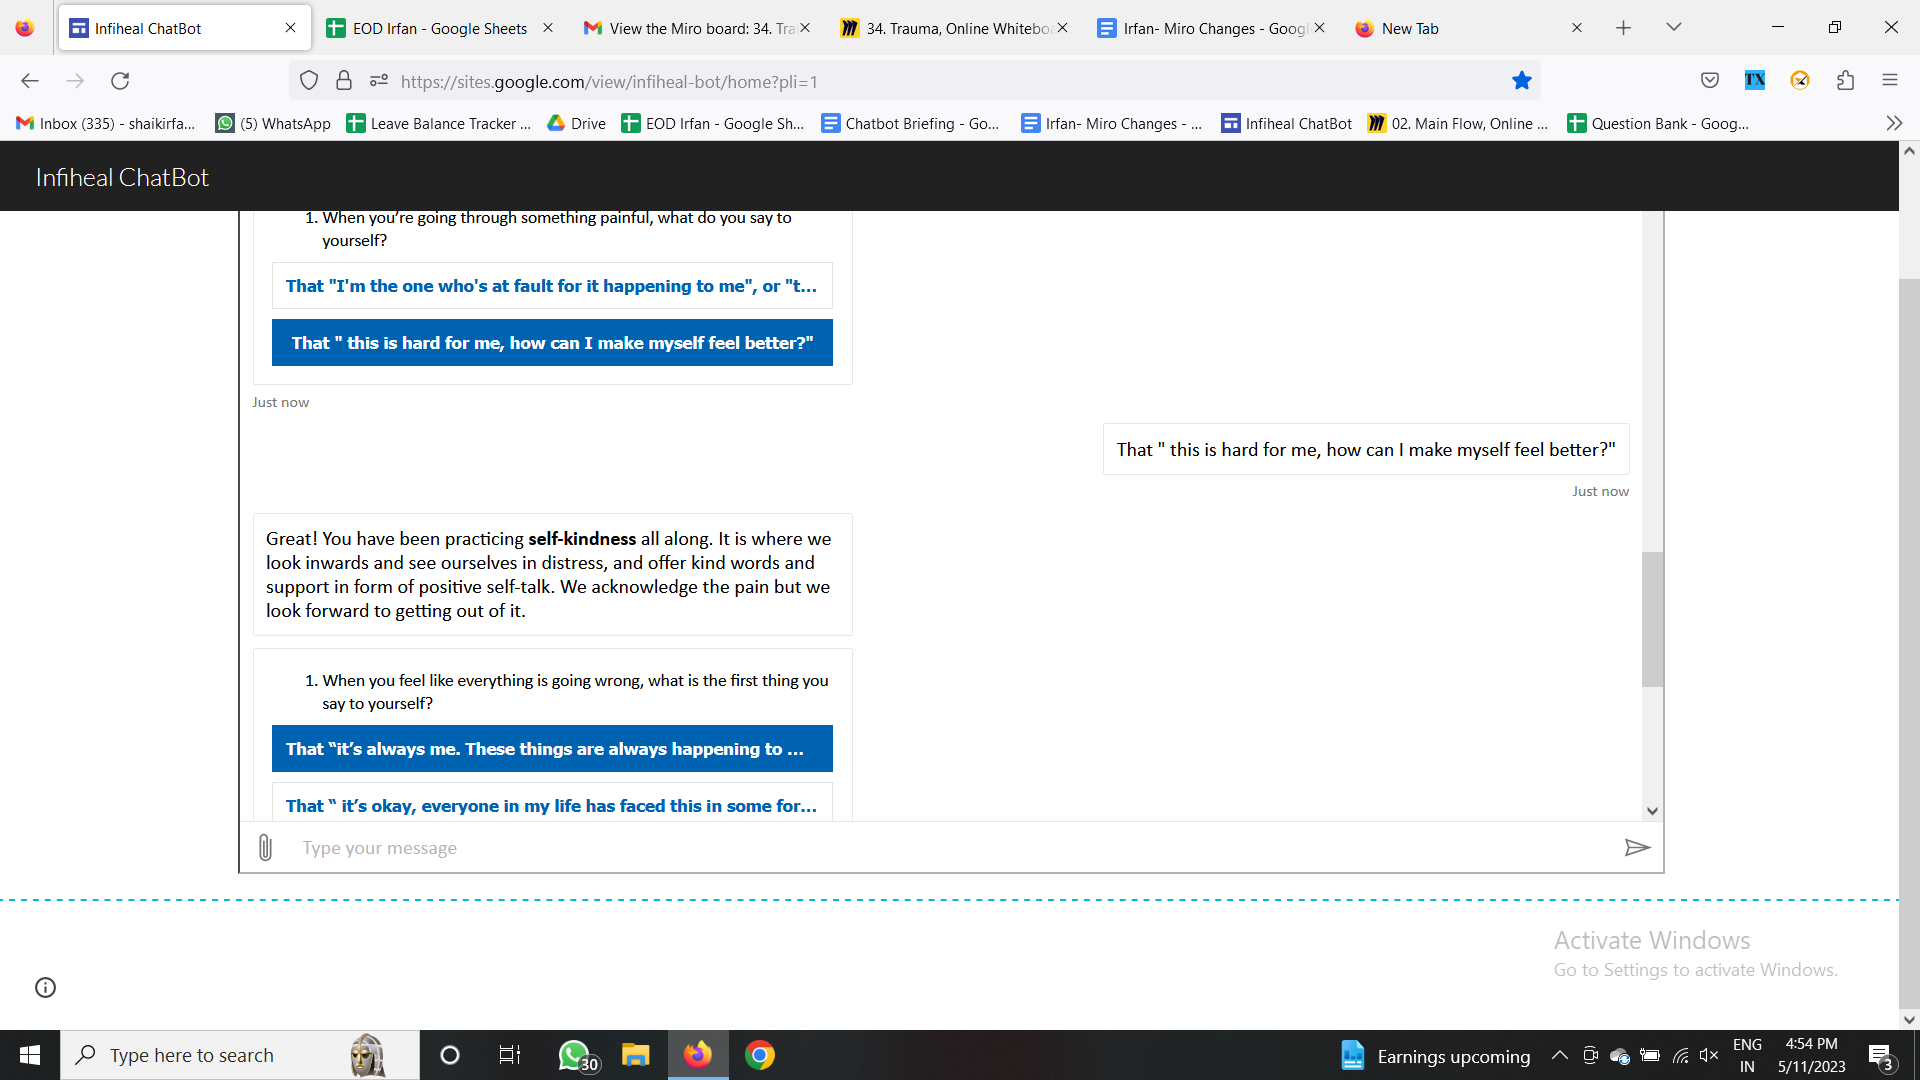 Infiheal ChatBot
EOD Irfan - Google Sheets
View the Miro board: 34. Tra
34. Trauma, Online Whiteboa
Irfan- Miro Changes - Googl
New Tab
https://sites.google.com/view/infiheal-bot/home?pli=1
TX
Inbox (335) - shaikirfa...
(5) WhatsApp
Leave Balance Tracker ...
Drive
EOD Irfan - Google Sh...
Chatbot Briefing - Go...
Irfan- Miro Changes - ...
Infiheal ChatBot
02. Main Flow, Online ...
Question Bank - Goog...
Infiheal ChatBot
1. When you're going through something painful, what do you say to
yourself?
That "I'm the one who's at fault for it happening to me", or "t...
That " this is hard for me, how can I make myself feel better?"
Just now
That " this is hard for me, how can I make myself feel better?"
Just now
Great! You have been practicing self-kindness all along. It is where we
look inwards and see ourselves in distress, and offer kind words and
support in form of positive self-talk. We acknowledge the pain but we
look forward to getting out of it.
1. When you feel like everything is going wrong, what is the first thing you
say to yourself?
That “it’s always me. These things are always happening to ...
That “ it’s okay, everyone in my life has faced this in some for...
Type your message
Activate Windows
Go to Settings to activate Windows.
Type here to search
30
Earnings upcoming
ENG
IN
4:54 PM
5/11/2023
3